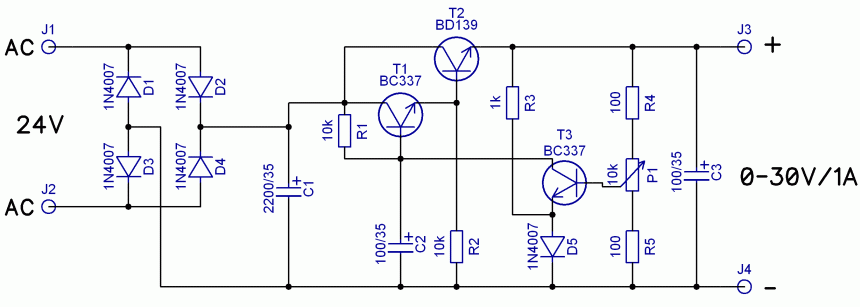 J1
AC
1N4007
D1
1N4007
D2
24V
1N4007
D3
1N4007
D4
J2
AC
2200/35
+
C1
10k
R1
T1
BC337
T2
BD139
100/35
+
C2
10k
R2
1k
R3
T3
BC337
1N4007
D5
100
R4
10k
P1
100
R5
100/35
+
C3
J3
+
0-30V/1A
J4
-